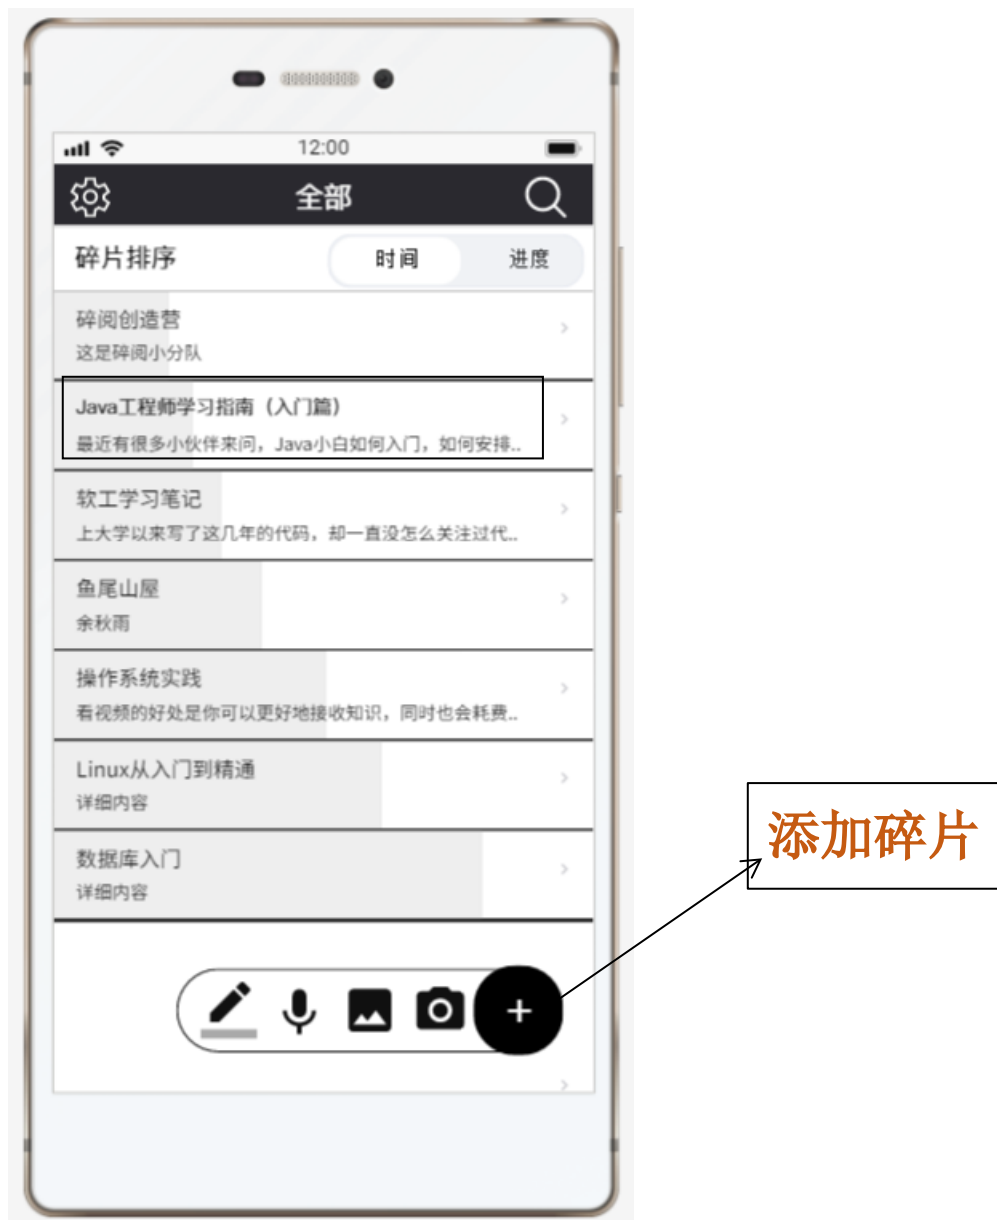 12:00
全部
碎片排序
时间
进度
碎阅创造营
这是碎阅小分队
Java工程师学习指南（入门篇）
最近有很多小伙伴来问，Java小白如何入门，如何安排..
软工学习笔记
上大学以来写了这几年的代码，却一直没怎么关注过代..
鱼尾山屋
余秋雨
操作系统实践
看视频的好处是你可以更好地接收知识，同时也会耗费..
Linux从入门到精通
详细内容
数据库入门
详细内容
添加碎片